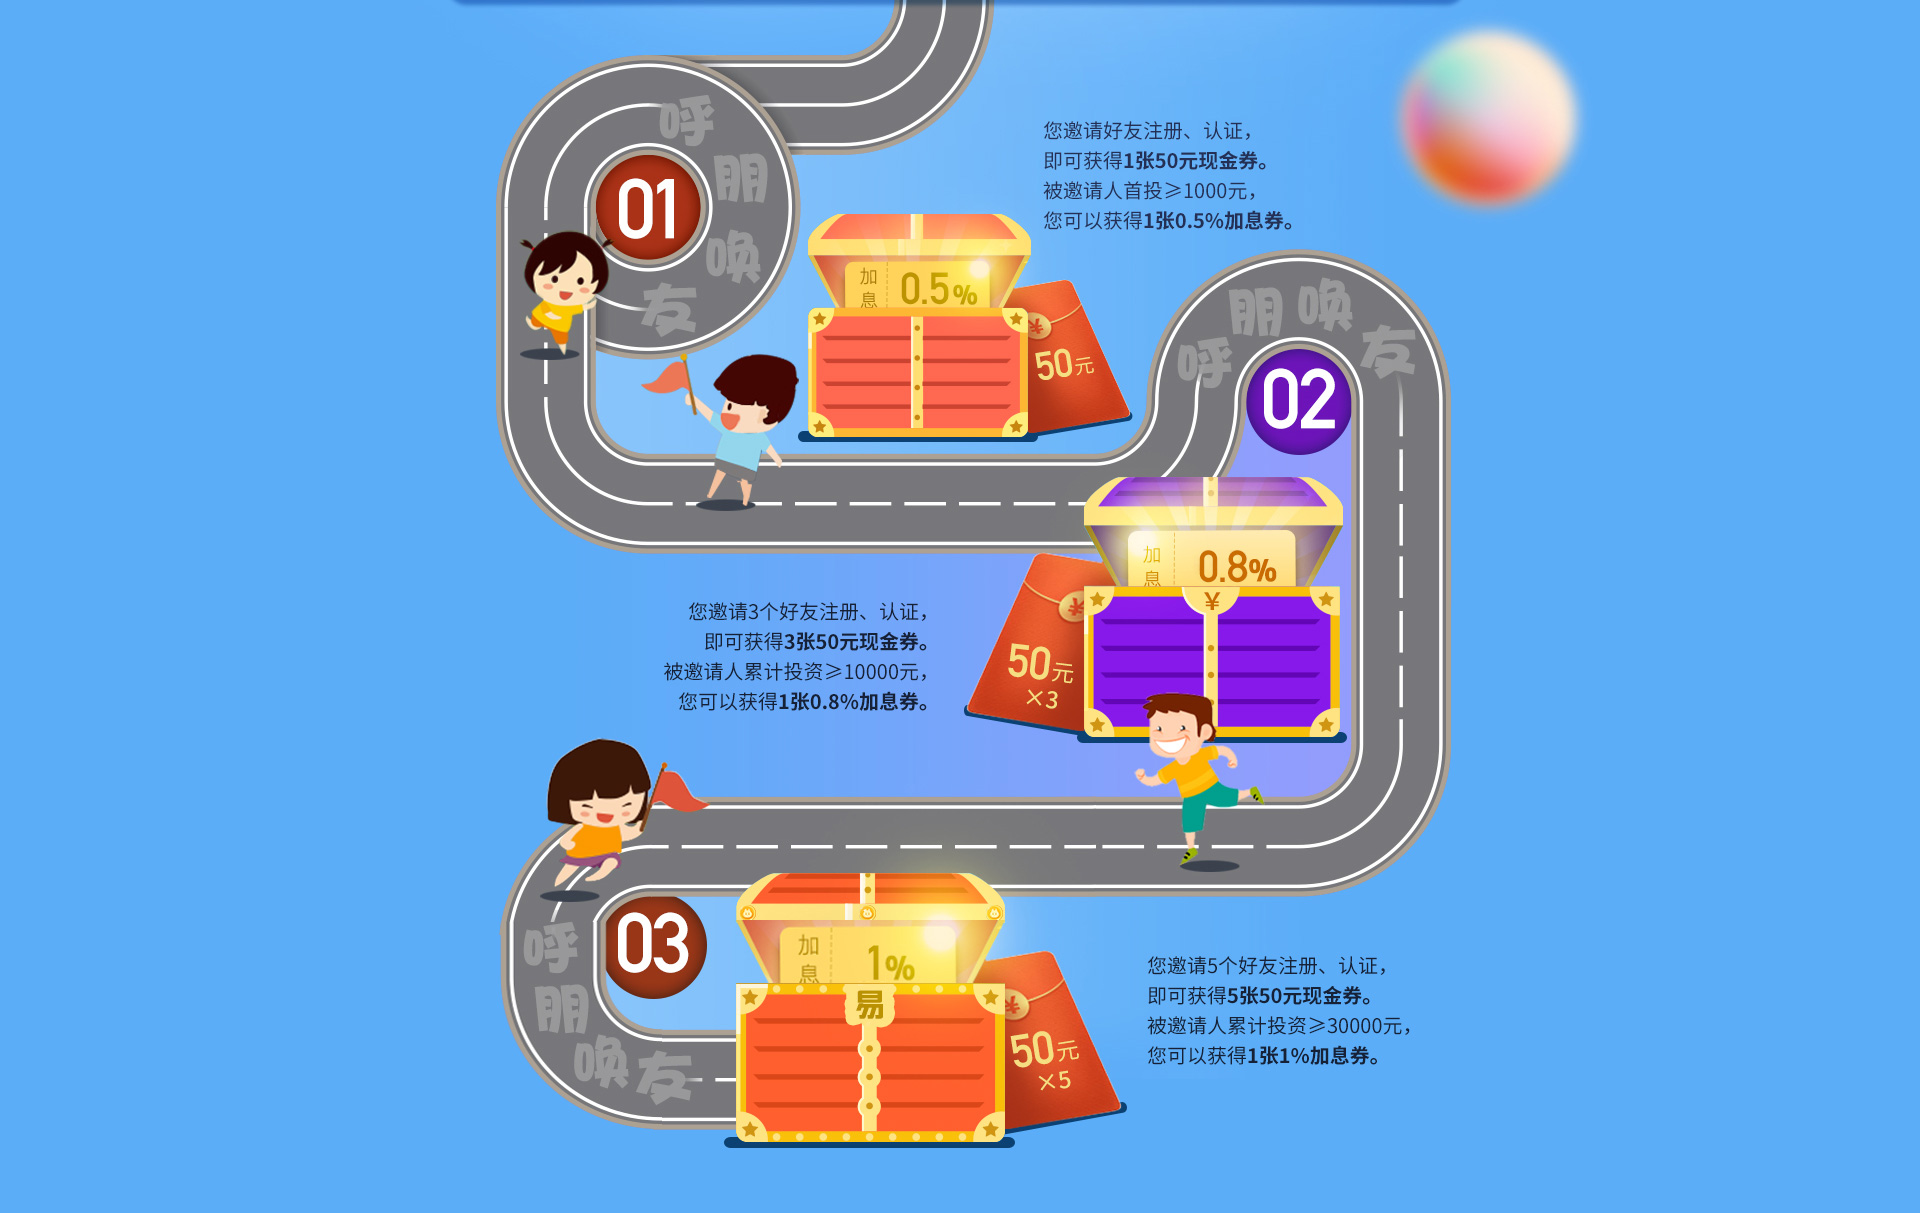 呼
朋
唤
友
01
您邀请好友注册、认证，
即可获得1张50元现金券。
被邀请人首投≥1000元，
您可以获得1张0.5%加息券。
加息
0.5%
¥
50元
呼
朋
唤
友
02
加息
0.8%
¥
¥
50元
×3
您邀请3个好友注册、认证，
即可获得3张50元现金券。
被邀请人累计投资≥10000元，
您可以获得1张0.8%加息券。
03
呼
朋
唤
友
加息
1%
易
¥
50元
×5
您邀请5个好友注册、认证，
即可获得5张50元现金券。
被邀请人累计投资≥30000元，
您可以获得1张1%加息券。